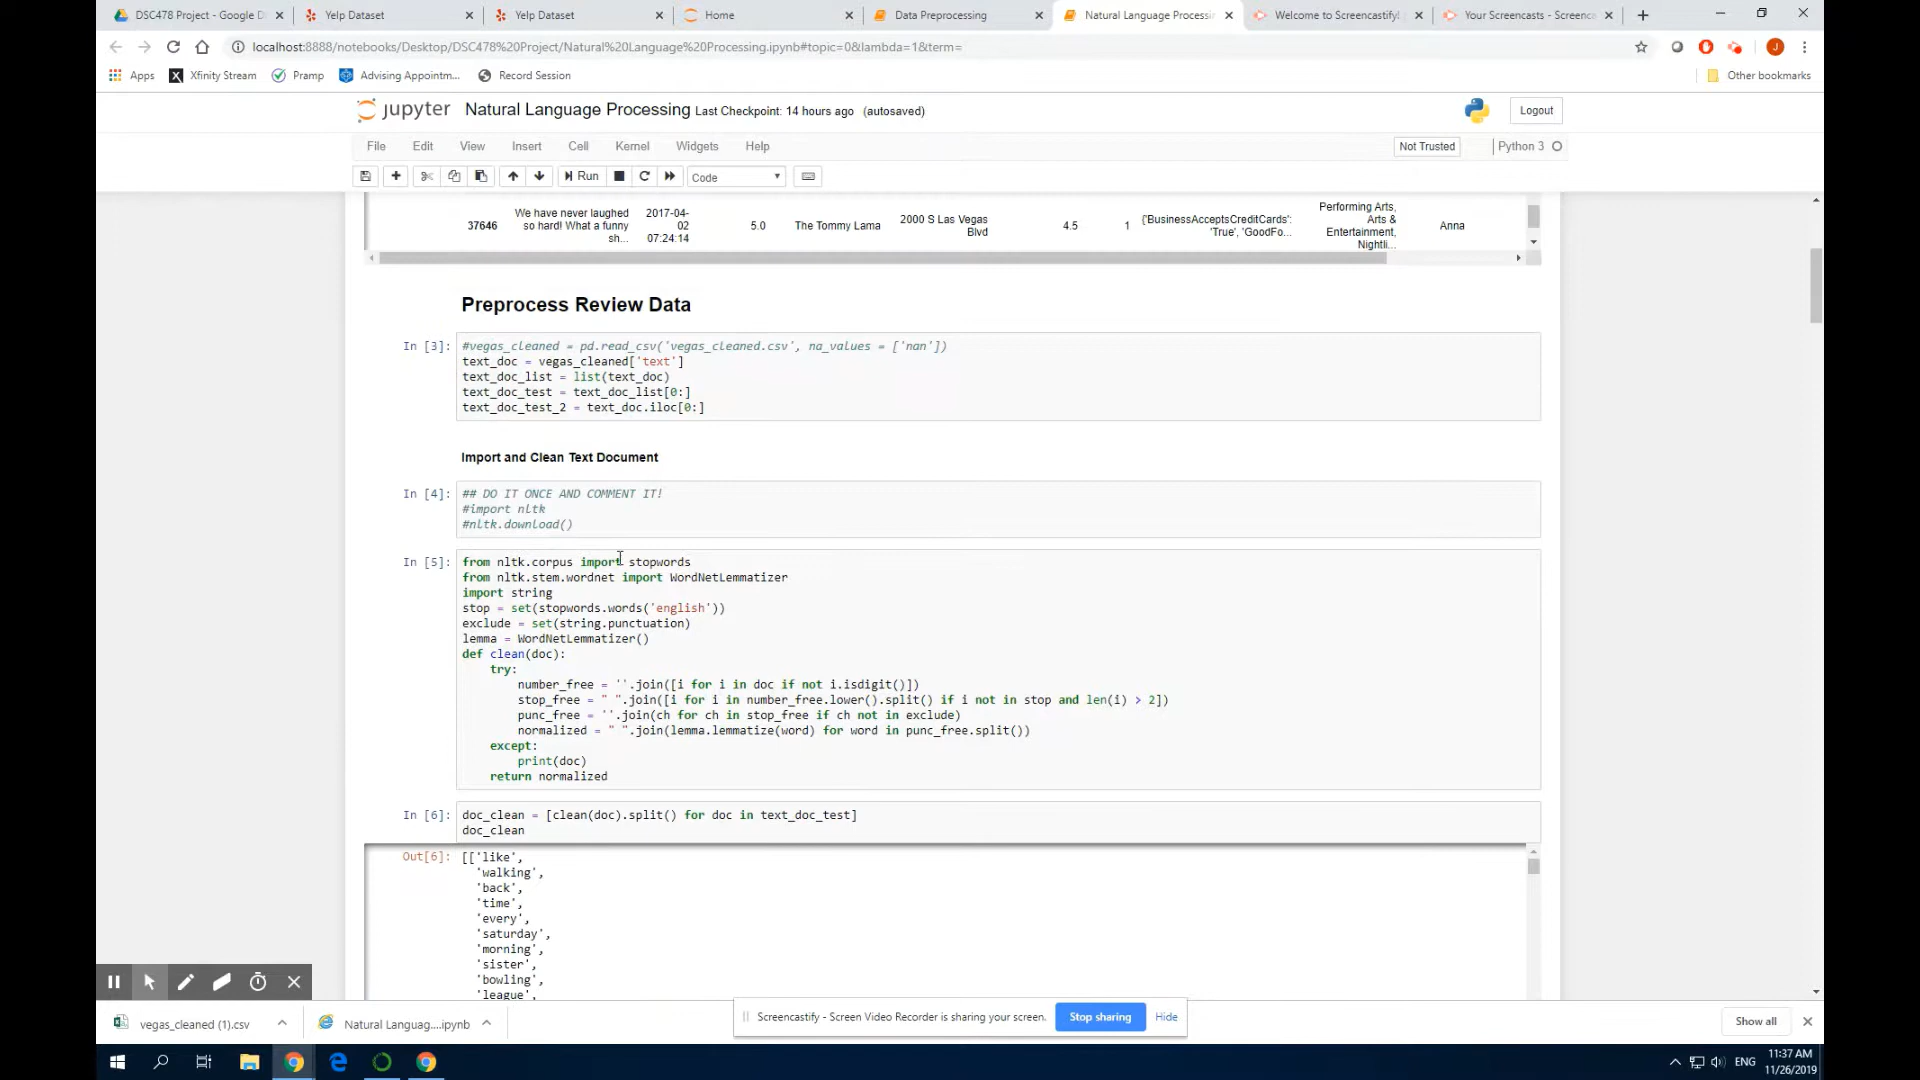 DSC478 Project - Google D
Yelp Dataset
Yelp Dataset
Home
Data Preprocessing
Natural Language Processi
Welcome to Screencastify!
Your Screencasts - Screenc
localhost:8888/notebooks/Desktop/DSC478%20Project/Natural%20Language%20Processing.ipynb#topic=0&lambda=1&term=
J
Apps
Xfinity Stream
Pramp
Advising Appointm...
Record Session
Other bookmarks
jupyter Natural Language Processing Last Checkpoint: 14 hours ago (autosaved)
Logout
File Edit View Insert Cell Kernel Widgets Help
Not Trusted
Python 3
Run
Code
37646
We have never laughed
so hard! What a funny
sh...
2017-04-
02
07:24:14
5.0
The Tommy Lama
2000 S Las Vegas
Blvd
4.5
1
{'BusinessAcceptsCreditCards':
'True', 'GoodFo...
Performing Arts,
Arts &
Entertainment,
Nightli...
Anna
Preprocess Review Data
In [3]:
#vegas_cleaned = pd.read_csv('vegas_cleaned.csv', na_values = ['nan'])
text_doc = vegas_cleaned['text']
text_doc_list = list(text_doc)
text_doc_test = text_doc_list[0:]
text_doc_test_2 = text_doc.iloc[0:]
Import and Clean Text Document
In [4]:
## DO IT ONCE AND COMMENT IT!
#import nltk
#nltk.download()
In [5]:
from nltk.corpus import stopwords
from nltk.stem.wordnet import WordNetLemmatizer
import string
stop = set(stopwords.words('english'))
exclude = set(string.punctuation)
lemma = WordNetLemmatizer()
def clean(doc):
    try:
        number_free = ''.join([i for i in doc if not i.isdigit()])
        stop_free = " ".join([i for i in number_free.lower().split() if i not in stop and len(i) > 2])
        punc_free = ''.join(ch for ch in stop_free if ch not in exclude)
        normalized = " ".join(lemma.lemmatize(word) for word in punc_free.split())
    except:
        print(doc)
    return normalized
In [6]:
doc_clean = [clean(doc).split() for doc in text_doc_test]
doc_clean
Out[6]:
[['like',
'walking',
'back',
'time',
'every',
'saturday',
'morning',
'sister',
'bowling',
'league',
vegas_cleaned (1).csv
Natural Languag....ipynb
Screencastify - Screen Video Recorder is sharing your screen.
Stop sharing
Hide
Show all
ENG
11:37 AM
11/26/2019